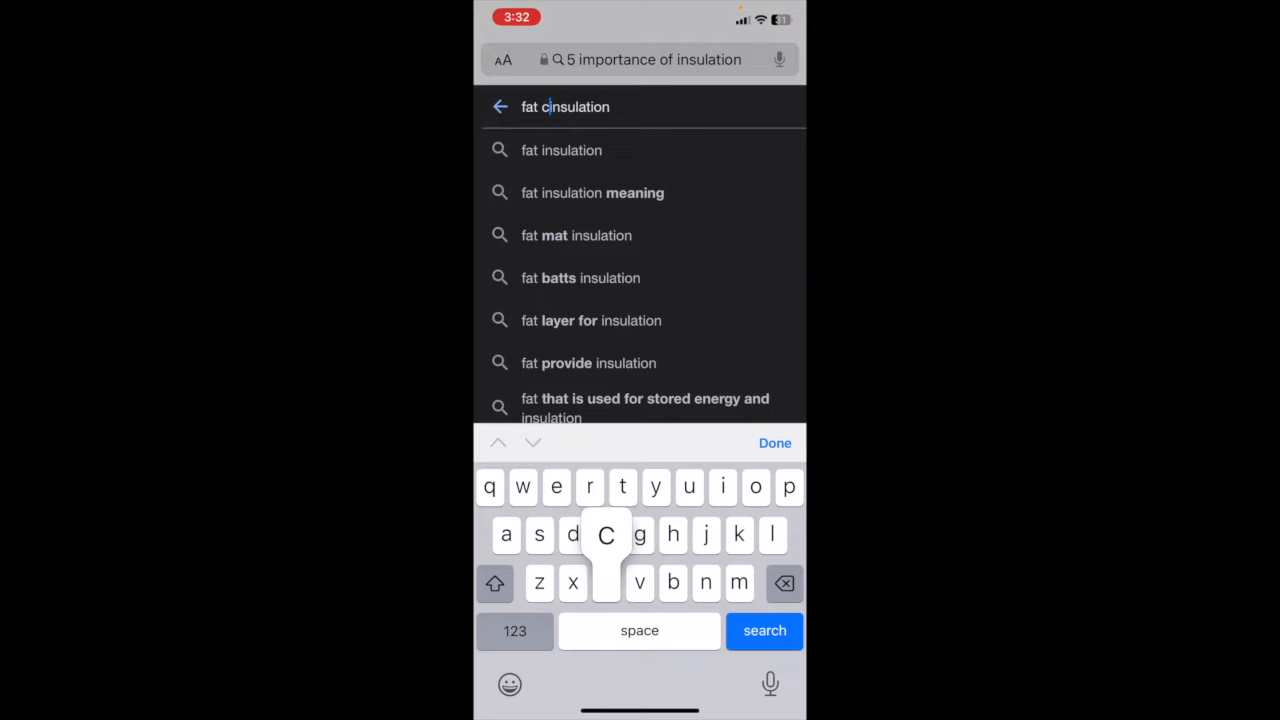 3:32
31
AA 5 importance of insulation
fat cinsulation
fat insulation
fat insulation meaning
fat mat insulation
fat batts insulation
fat layer for insulation
fat provide insulation
fat that is used for stored energy and
insulation
Done
q w e r t y u i o p
a s d C g h j k l
z x v b n m
123 space search